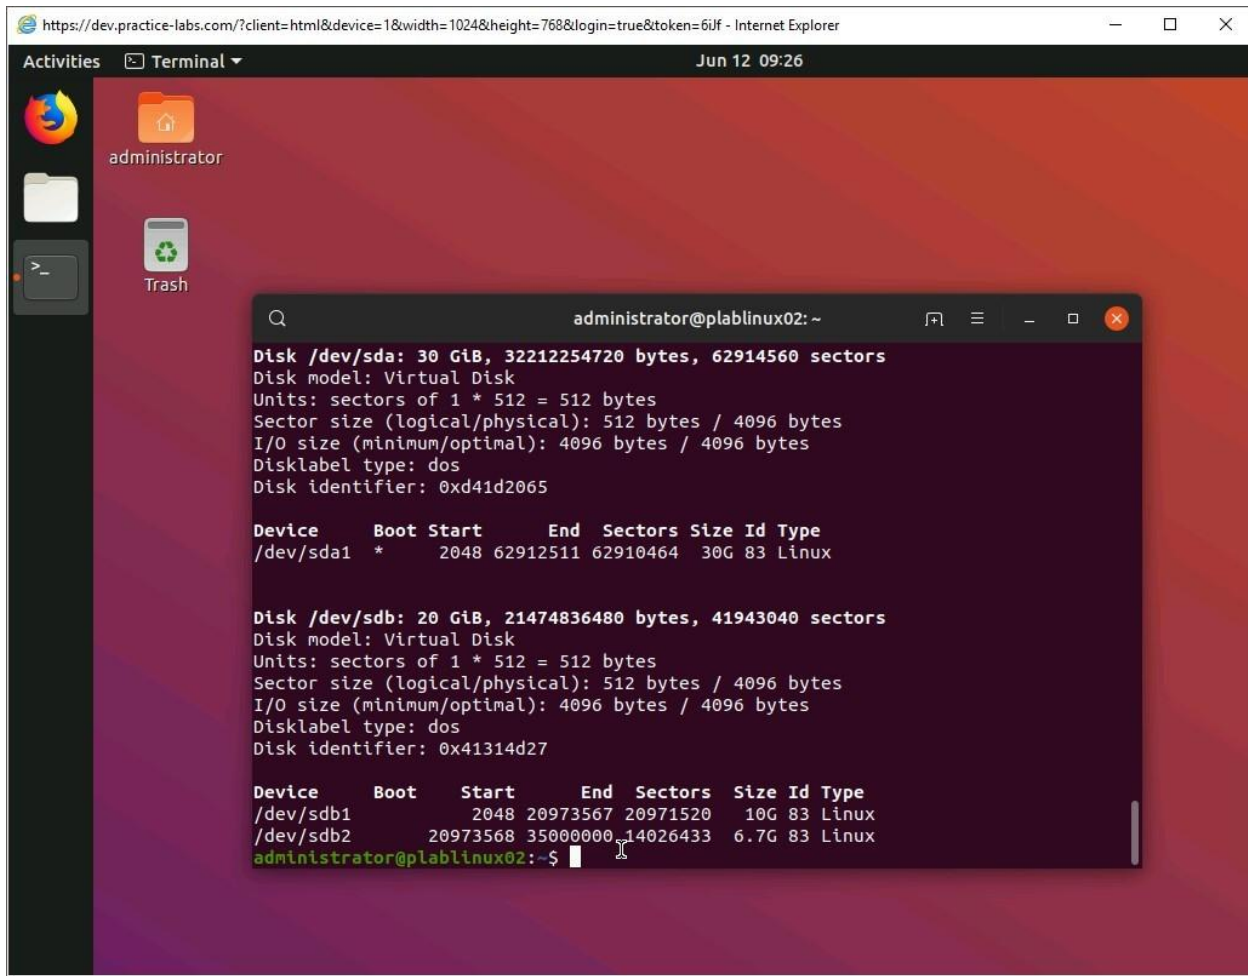 https://dev.practice-labs.com/?client=html&device=1&width=1024&height=768&login=true&token=6iJf - Internet Explorer
Activities Terminal Jun 12 09:26
administrator
Trash
administrator@plablinux02: ~
Disk /dev/sda: 30 GiB, 32212254720 bytes, 62914560 sectors
Disk model: Virtual Disk
Units: sectors of 1 * 512 = 512 bytes
Sector size (logical/physical): 512 bytes / 4096 bytes
I/O size (minimum/optimal): 4096 bytes / 4096 bytes
Disklabel type: dos
Disk identifier: 0xd41d2065
Device Boot Start End Sectors Size Id Type
/dev/sda1 * 2048 62912511 62910464 30G 83 Linux
Disk /dev/sdb: 20 GiB, 21474836480 bytes, 41943040 sectors
Disk model: Virtual Disk
Units: sectors of 1 * 512 = 512 bytes
Sector size (logical/physical): 512 bytes / 4096 bytes
I/O size (minimum/optimal): 4096 bytes / 4096 bytes
Disklabel type: dos
Disk identifier: 0x41314d27
Device Boot Start End Sectors Size Id Type
/dev/sdb1 2048 20973567 20971520 10G 83 Linux
/dev/sdb2 20973568 35000000 14026433 6.7G 83 Linux
administrator@plablinux02:~$